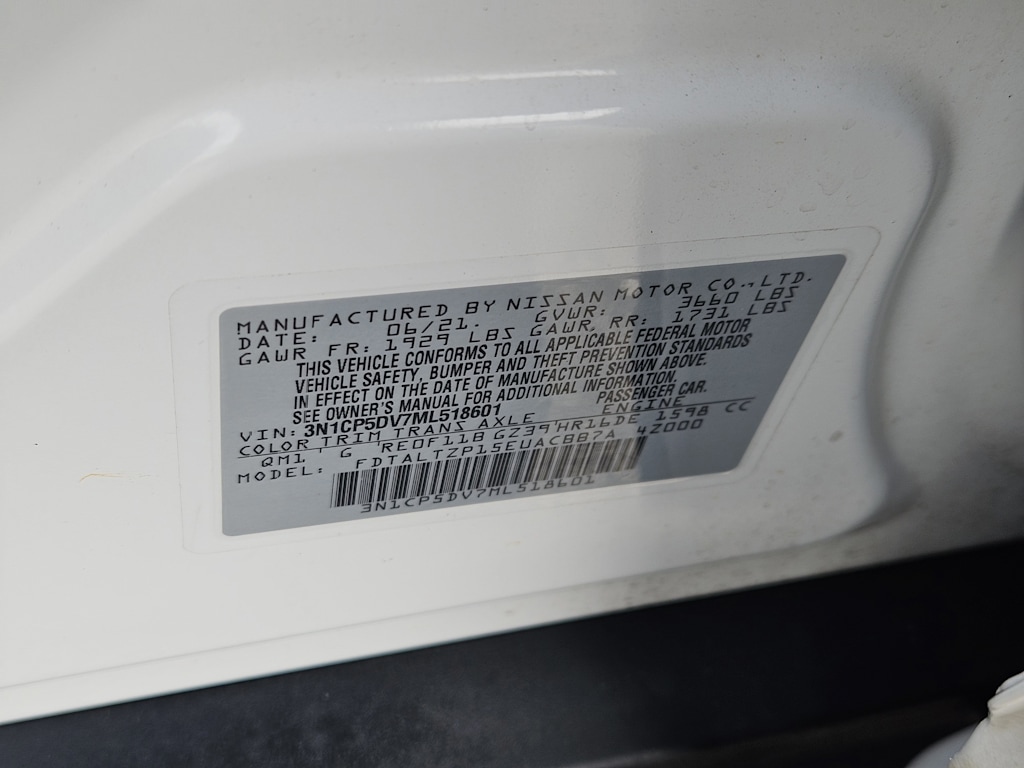 MANUFACTURED BY NISSAN MOTOR CO., LTD.
DATE: 06/21. GVWR: 3660 LBS
GAWR FR: 1929 LBS GAWR RR: 1731 LBS
THIS VEHICLE CONFORMS TO ALL APPLICABLE FEDERAL MOTOR
VEHICLE SAFETY, BUMPER AND THEFT PREVENTION STANDARDS
IN EFFECT ON THE DATE OF MANUFACTURE SHOWN ABOVE.
SEE OWNER'S MANUAL FOR ADDITIONAL INFORMATION.
VIN: 3N1CP5DV7ML518601 PASSENGER CAR.
COLOR TRIM TRANS AXLE ENGINE
QM1 G RE0F11B GZ39 HR16DE 1598 CC
MODEL: FDTALTZP15EUACBB7A 4Z000
3N1CP5DV7ML518601